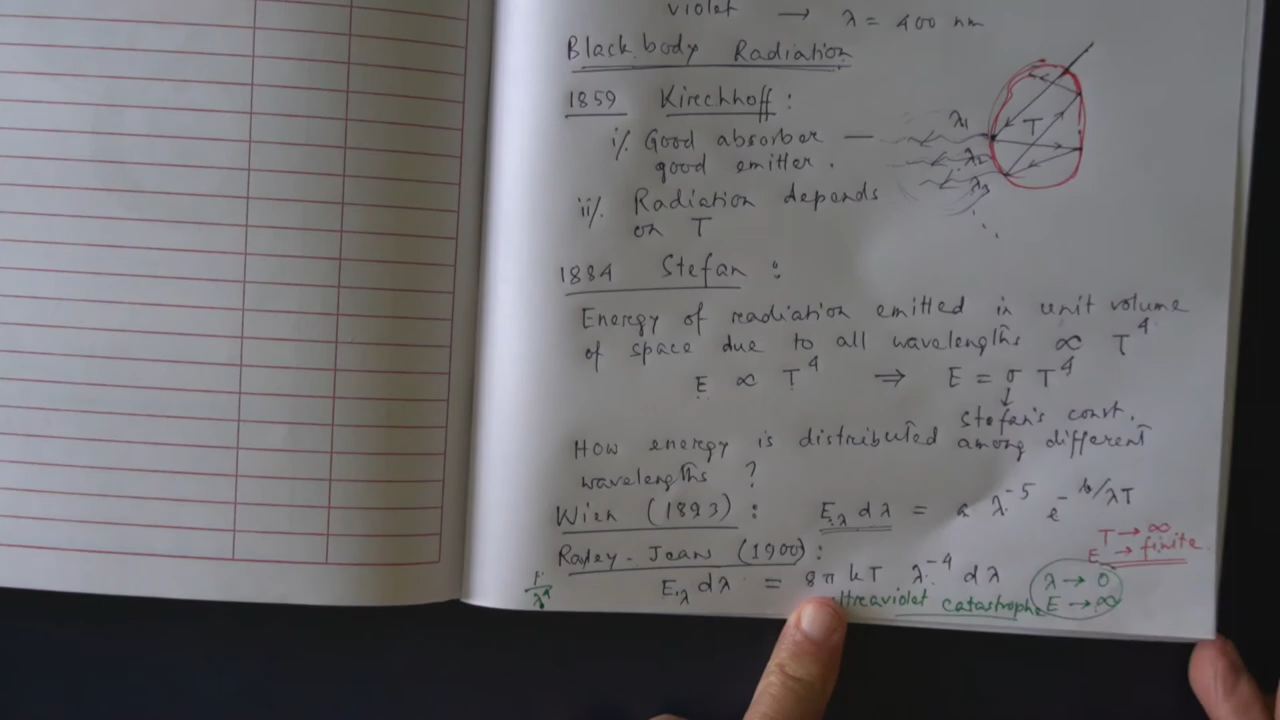 violet → λ = 400 nm
Black body Radiation
1859 Kirechhoff :
i/. Good absorber —
good emitter .
ii/. Radiation depends
on T
λ1
λ2
λ3
T
1884 Stefan :
Energy of radiation emitted in unit volume
of space due to all wavelengths ∝ T⁴
E ∝ T⁴ ⇒ E = σ T⁴
↓
Stefan's const.
How energy is distributed among different
wavelengths ?
Wien (1893) : Eλ dλ = a λ⁻⁵ e^-b/λT
T → ∞
E → finite.
Rayley-Jeans (1900) :
Eλ dλ = 8π kT λ⁻⁴ dλ
1/λ⁴
catastrophe
λ → 0
E → ∞